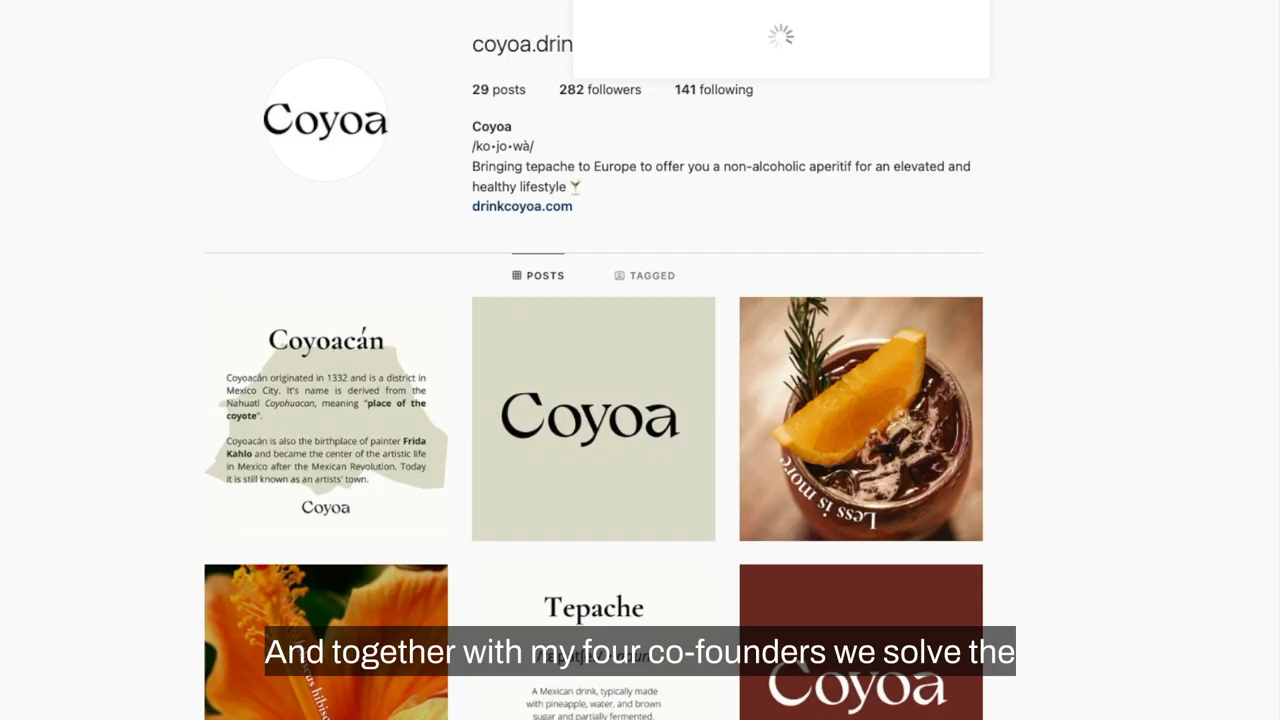 coyoa.drin
29 posts 282 followers 141 following
Coyoa
Coyoa
/ko•jo•wà/
Bringing tepache to Europe to offer you a non-alcoholic aperitif for an elevated and
healthy lifestyle
drinkcoyoa.com
POSTS TAGGED
Coyoacán
Coyoacán originated in 1332 and is a district in
Mexico City. It's name is derived from the
Nahuatl Coyohuacan, meaning "place of the
coyote".
Coyoacán is also the birthplace of painter Frida
Kahlo and became the center of the artistic life
in Mexico after the Mexican Revolution. Today
it is still known as an artists' town.
Coyoa
Coyoa
Less is more
Tepache
A Mexican drink, typically made
with pineapple, water, and brown
sugar and partially fermented.
Coyoa
And together with my four co-founders we solve the